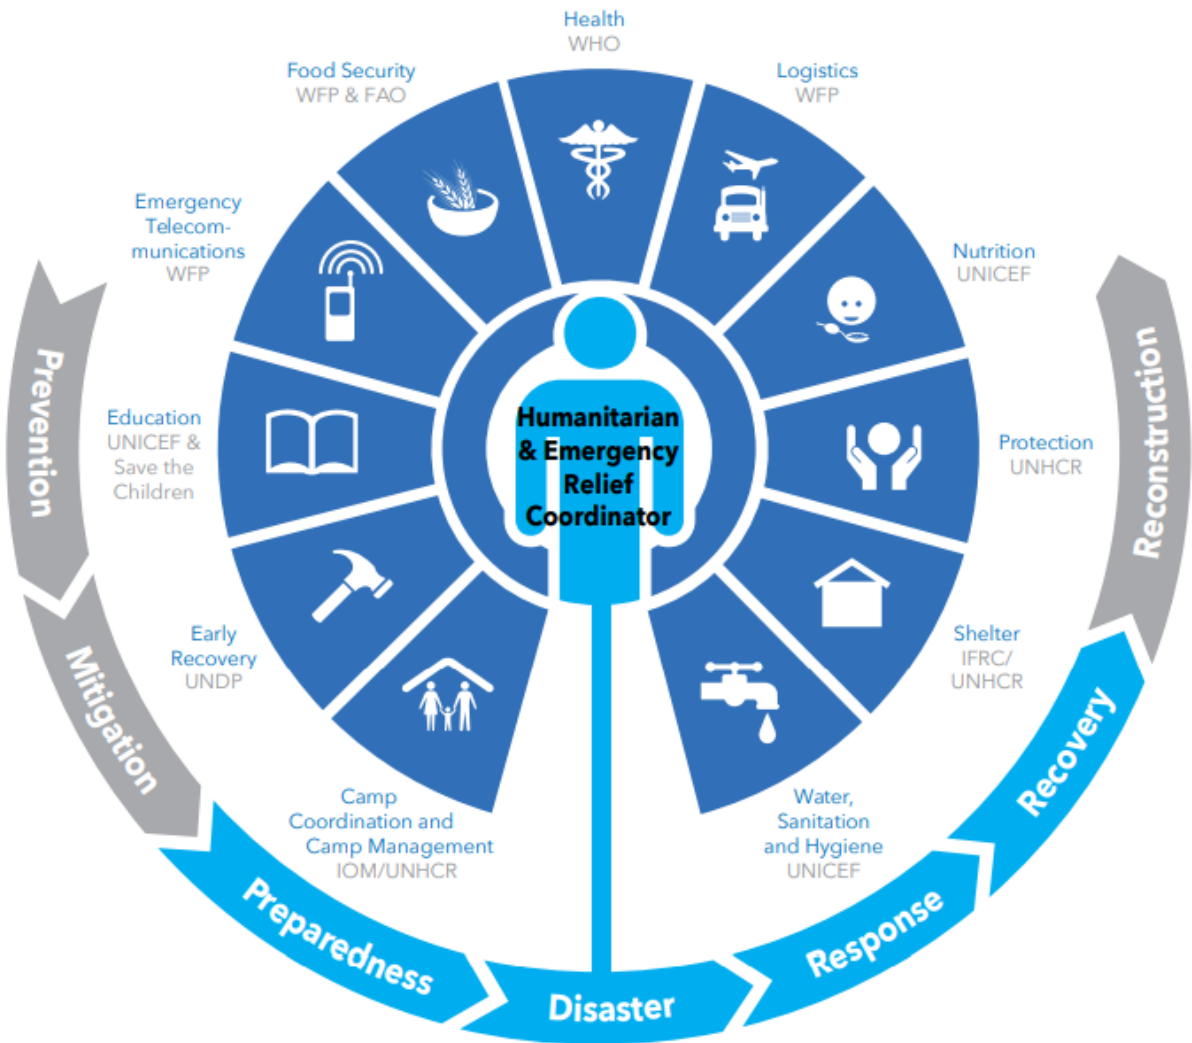 Health
WHO
Food Security
WFP & FAO
Logistics
WFP
Emergency
Telecom-
munications
WFP
Nutrition
UNICEF
Education
UNICEF &
Save the
Children
Protection
UNHCR
Humanitarian
& Emergency
Relief
Coordinator
Early
Recovery
UNDP
Shelter
IFRC/
UNHCR
Camp
Coordination and
Camp Management
IOM/UNHCR
Water,
Sanitation
and Hygiene
UNICEF
Prevention
Mitigation
Preparedness
Disaster
Response
Recovery
Reconstruction